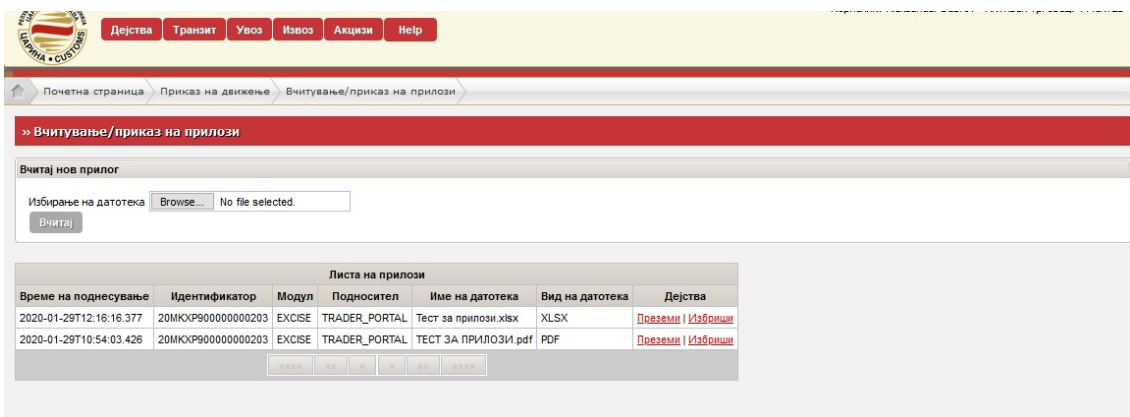 ЦАРИНА • CUSTOMS
Дејства Транзит Увоз Извоз Акцизи Help
Почетна страница Приказ на движење Вчитување/приказ на прилози
» Вчитување/приказ на прилози
Вчитај нов прилог
Избирање на датотека Browse... No file selected.
Вчитај
Листа на прилози
Време на поднесување Идентификатор Модул Подносител Име на датотека Вид на датотека Дејства
2020-01-29T12:16:16.377 20MKXP900000000203 EXCISE TRADER_PORTAL Тест за прилози.xlsx XLSX Преземи | Избриши
2020-01-29T10:54:03.426 20MKXP900000000203 EXCISE TRADER_PORTAL ТЕСТ ЗА ПРИЛОЗИ.pdf PDF Преземи | Избриши
<<<< << < > >> >>>>